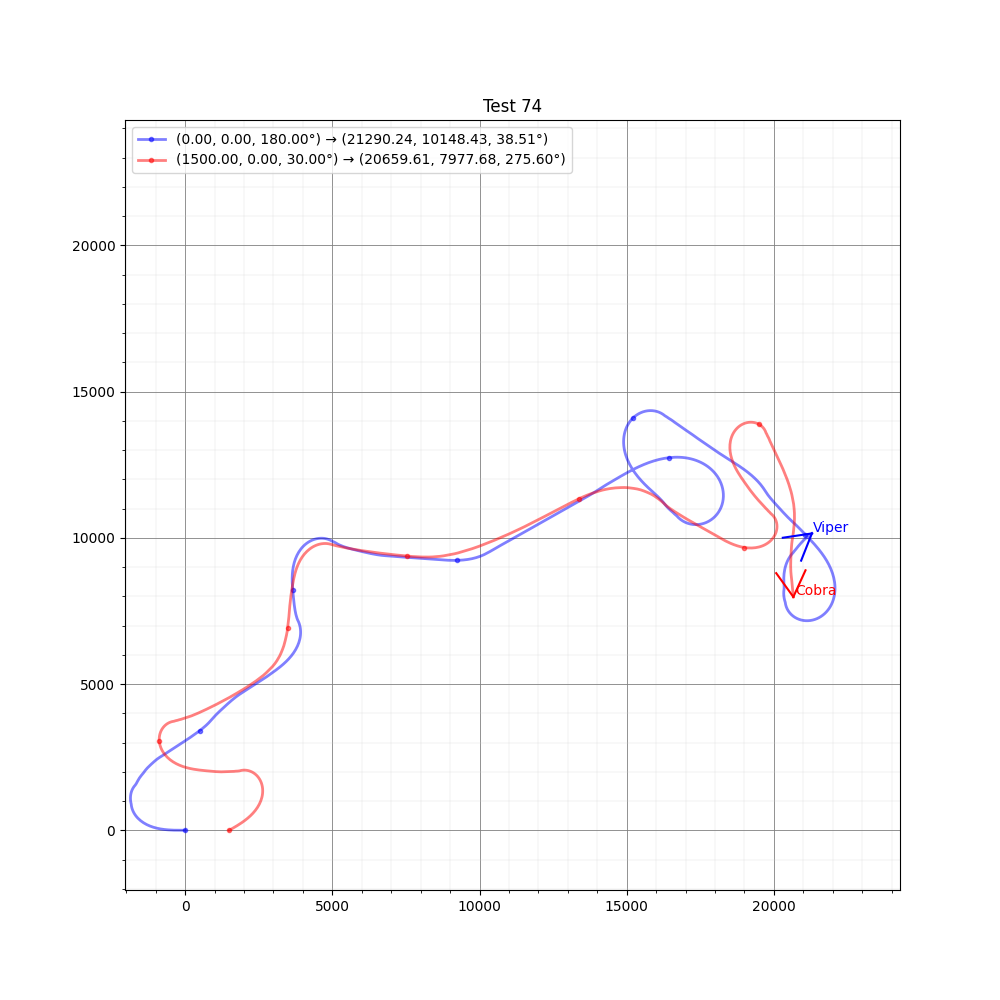 Test 74
(0.00, 0.00, 180.00°) → (21290.24, 10148.43, 38.51°)
(1500.00, 0.00, 30.00°) → (20659.61, 7977.68, 275.60°)
20000
15000
10000
5000
0
Viper
Cobra
0 5000 10000 15000 20000